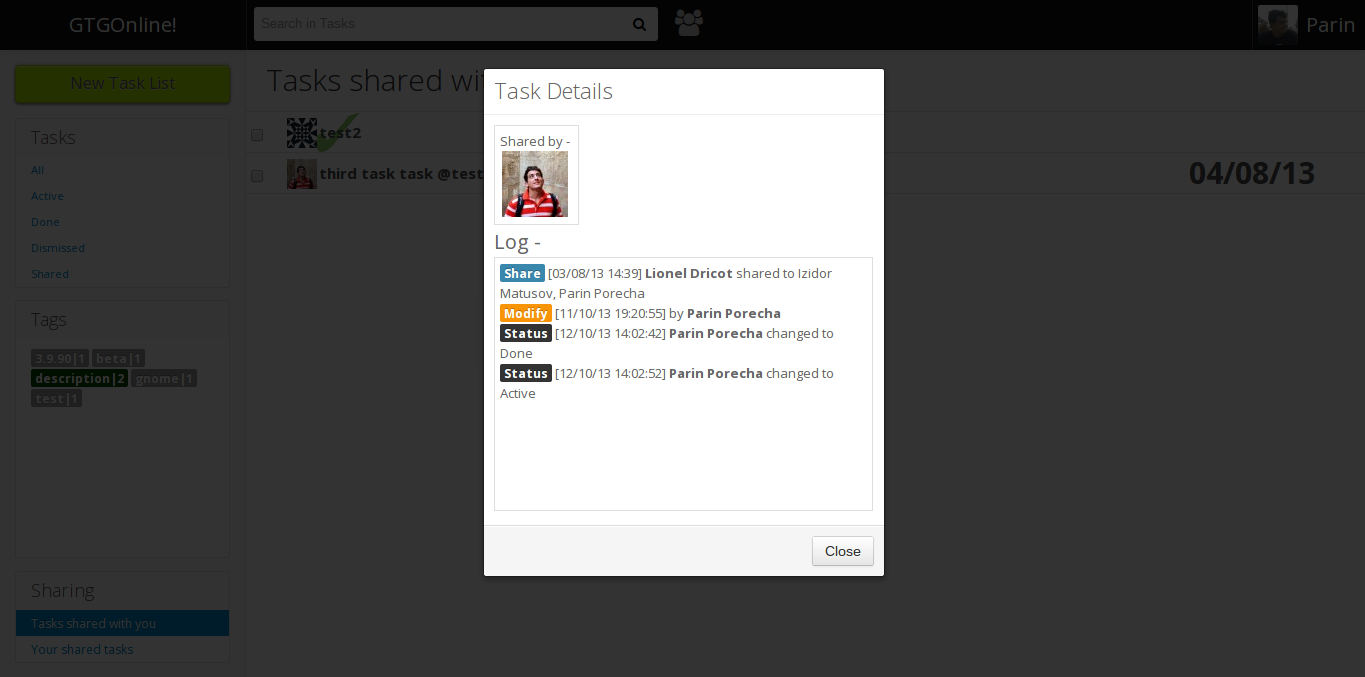 GTGOnline!
Search in Tasks
Parin
New Task List
Tasks
All
Active
Done
Dismissed
Shared
Tags
3.9.90|1 beta|1
description|2 gnome|1
test|1
Sharing
Tasks shared with you
Your shared tasks
Tasks shared wi
test2
third task task @test
04/08/13
Task Details
Shared by -
Log -
Share [03/08/13 14:39] Lionel Dricot shared to Izidor
Matusov, Parin Porecha
Modify [11/10/13 19:20:55] by Parin Porecha
Status [12/10/13 14:02:42] Parin Porecha changed to
Done
Status [12/10/13 14:02:52] Parin Porecha changed to
Active
Close